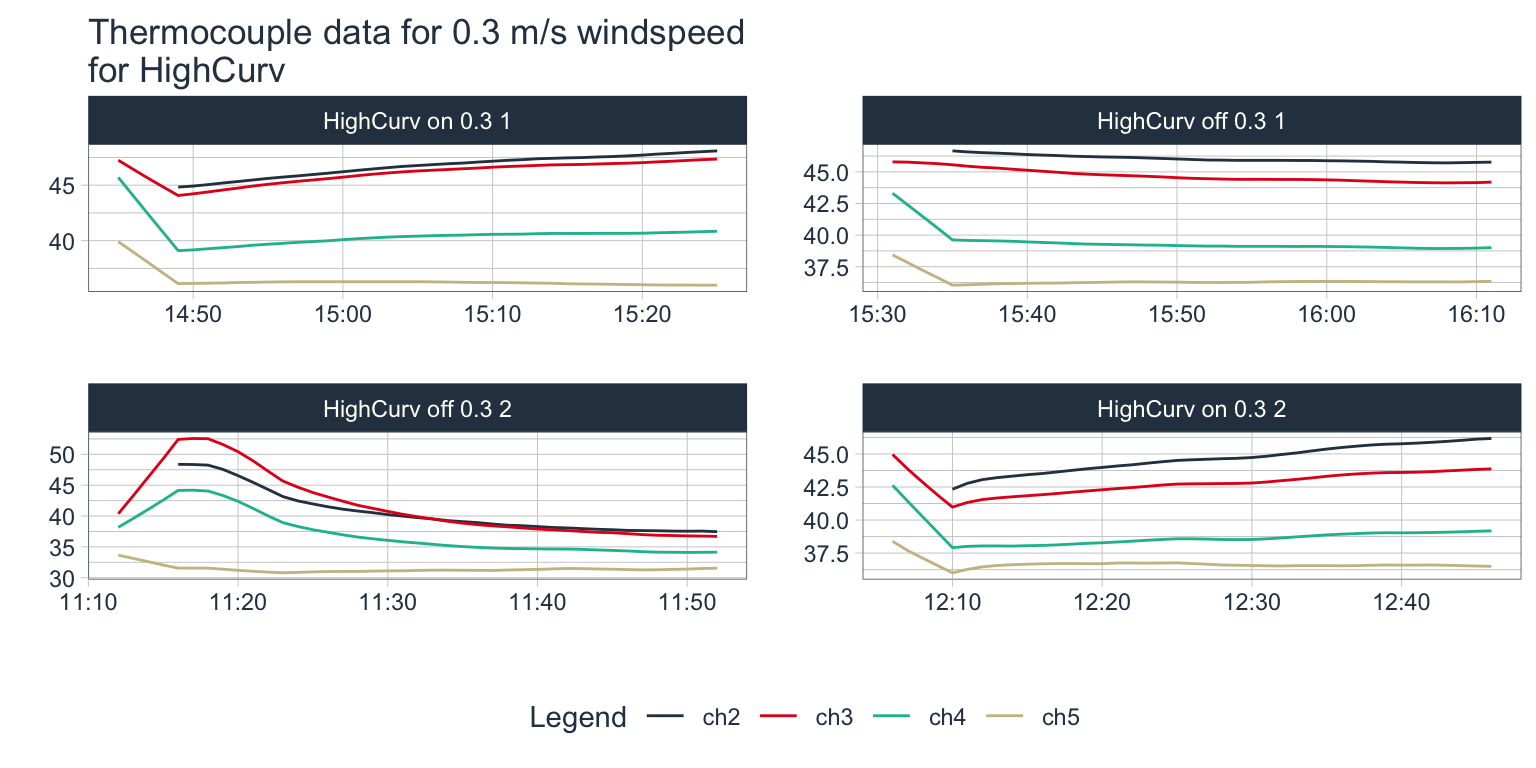 Thermocouple data for 0.3 m/s windspeed
for HighCurv
HighCurv on 0.3 1
45
40
14:50 15:00 15:10 15:20
HighCurv off 0.3 1
45.0
42.5
40.0
37.5
15:30 15:40 15:50 16:00 16:10
HighCurv off 0.3 2
50
45
40
35
30
11:10 11:20 11:30 11:40 11:50
HighCurv on 0.3 2
45.0
42.5
40.0
37.5
12:10 12:20 12:30 12:40
Legend ch2 ch3 ch4 ch5